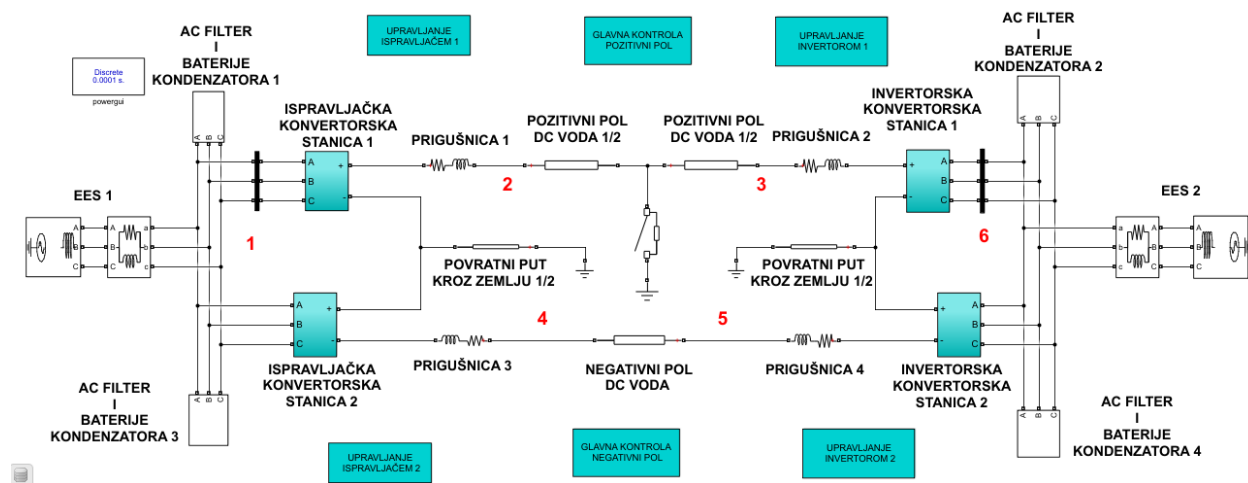 AC FILTER
I
BATERIJE
KONDENZATORA 1
UPRAVLJANJE
ISPRAVLJAČEM 1
GLAVNA KONTROLA
POZITIVNI POL
UPRAVLJANJE
INVERTOROM 1
AC FILTER
I
BATERIJE
KONDENZATORA 2
Discrete
0.0001 s.
powergui
A B C
A B C
ISPRAVLJAČKA
KONVERTORSKA
STANICA 1
PRIGUŠNICA 1
POZITIVNI POL
DC VODA 1/2
POZITIVNI POL
DC VODA 1/2
PRIGUŠNICA 2
INVERTORSKA
KONVERTORSKA
STANICA 1
A
B
C
+
-
2
3
+
-
A
B
C
EES 1
EES 2
A A a
B B b
C C c
1
6
a A A
b B B
c C C
POVRATNI PUT
KROZ ZEMLJU 1/2
POVRATNI PUT
KROZ ZEMLJU 1/2
A
B
C
+
-
4
5
+
-
A
B
C
PRIGUŠNICA 3
NEGATIVNI POL
DC VODA
PRIGUŠNICA 4
ISPRAVLJAČKA
KONVERTORSKA
STANICA 2
INVERTORSKA
KONVERTORSKA
STANICA 2
AC FILTER
I
BATERIJE
KONDENZATORA 3
A B C
A B C
AC FILTER
I
BATERIJE
KONDENZATORA 4
UPRAVLJANJE
ISPRAVLJAČEM 2
GLAVNA KONTROLA
NEGATIVNI POL
UPRAVLJANJE
INVERTOROM 2